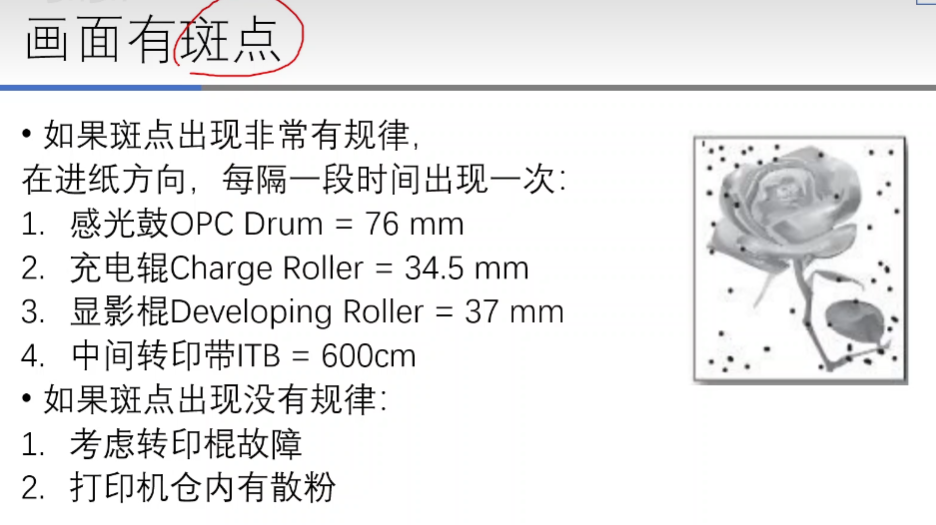 画面有斑点
• 如果斑点出现非常有规律，
在进纸方向，每隔一段时间出现一次：
1. 感光鼓OPC Drum = 76 mm
2. 充电辊Charge Roller = 34.5 mm
3. 显影棍Developing Roller = 37 mm
4. 中间转印带ITB = 600cm
• 如果斑点出现没有规律：
1. 考虑转印棍故障
2. 打印机仓内有散粉